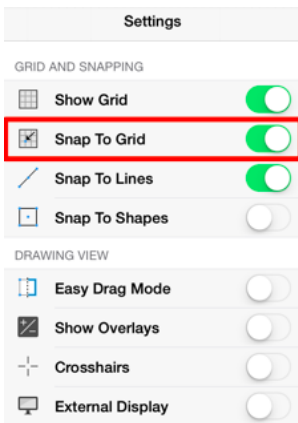 Settings
GRID AND SNAPPING
Show Grid
Snap To Grid
Snap To Lines
Snap To Shapes
DRAWING VIEW
Easy Drag Mode
Show Overlays
Crosshairs
External Display